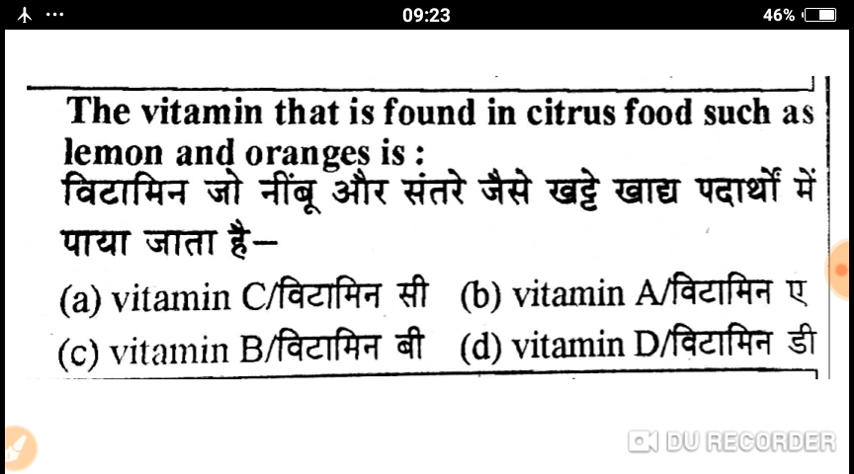 ... 09:23 46%
The vitamin that is found in citrus food such as
lemon and oranges is :
विटामिन जो नींबू और संतरे जैसे खट्टे खाद्य पदार्थों में
पाया जाता है–
(a) vitamin C/विटामिन सी (b) vitamin A/विटामिन ए
(c) vitamin B/विटामिन बी (d) vitamin D/विटामिन डी
DU RECORDER